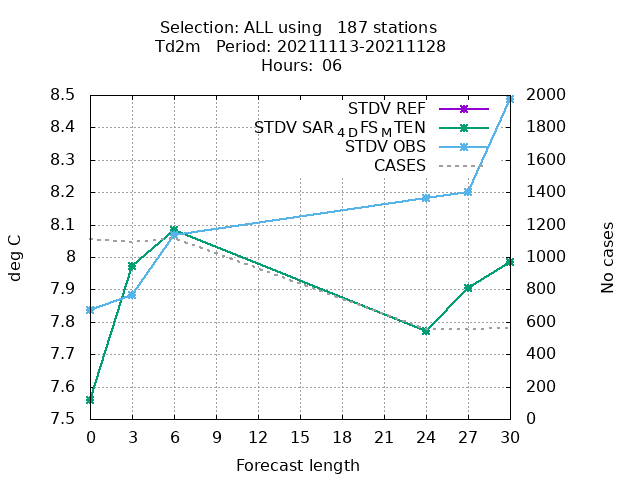 Selection: ALL using   187 stations
Td2m   Period: 20211113-20211128
Hours: 06
8.5
8.4
8.3
8.2
8.1
8
7.9
7.8
7.7
7.6
7.5
deg C
STDV REF
STDV SAR4DFSMTEN
STDV OBS
CASES
2000
1800
1600
1400
1200
1000
800
600
400
200
0
No cases
0 3 6 9 12 15 18 21 24 27 30
Forecast length